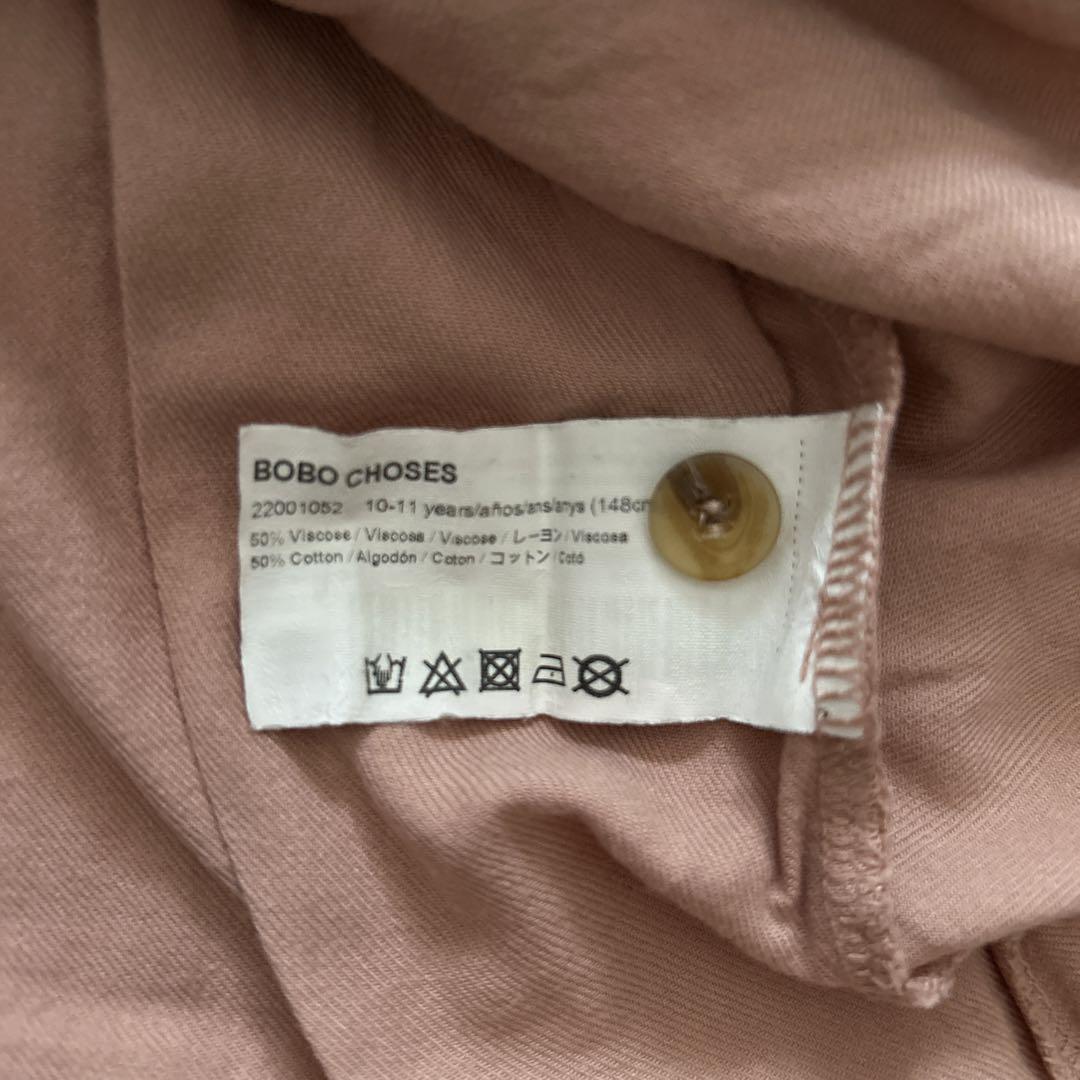 BOBO CHOSES
22001052 10-11 years/años/ans/anys (148cm
50% Viscose / Viscosa / Viscose / レーヨン / Viscosa
50% Cotton / Algodón / Coton / コットン / Cotó